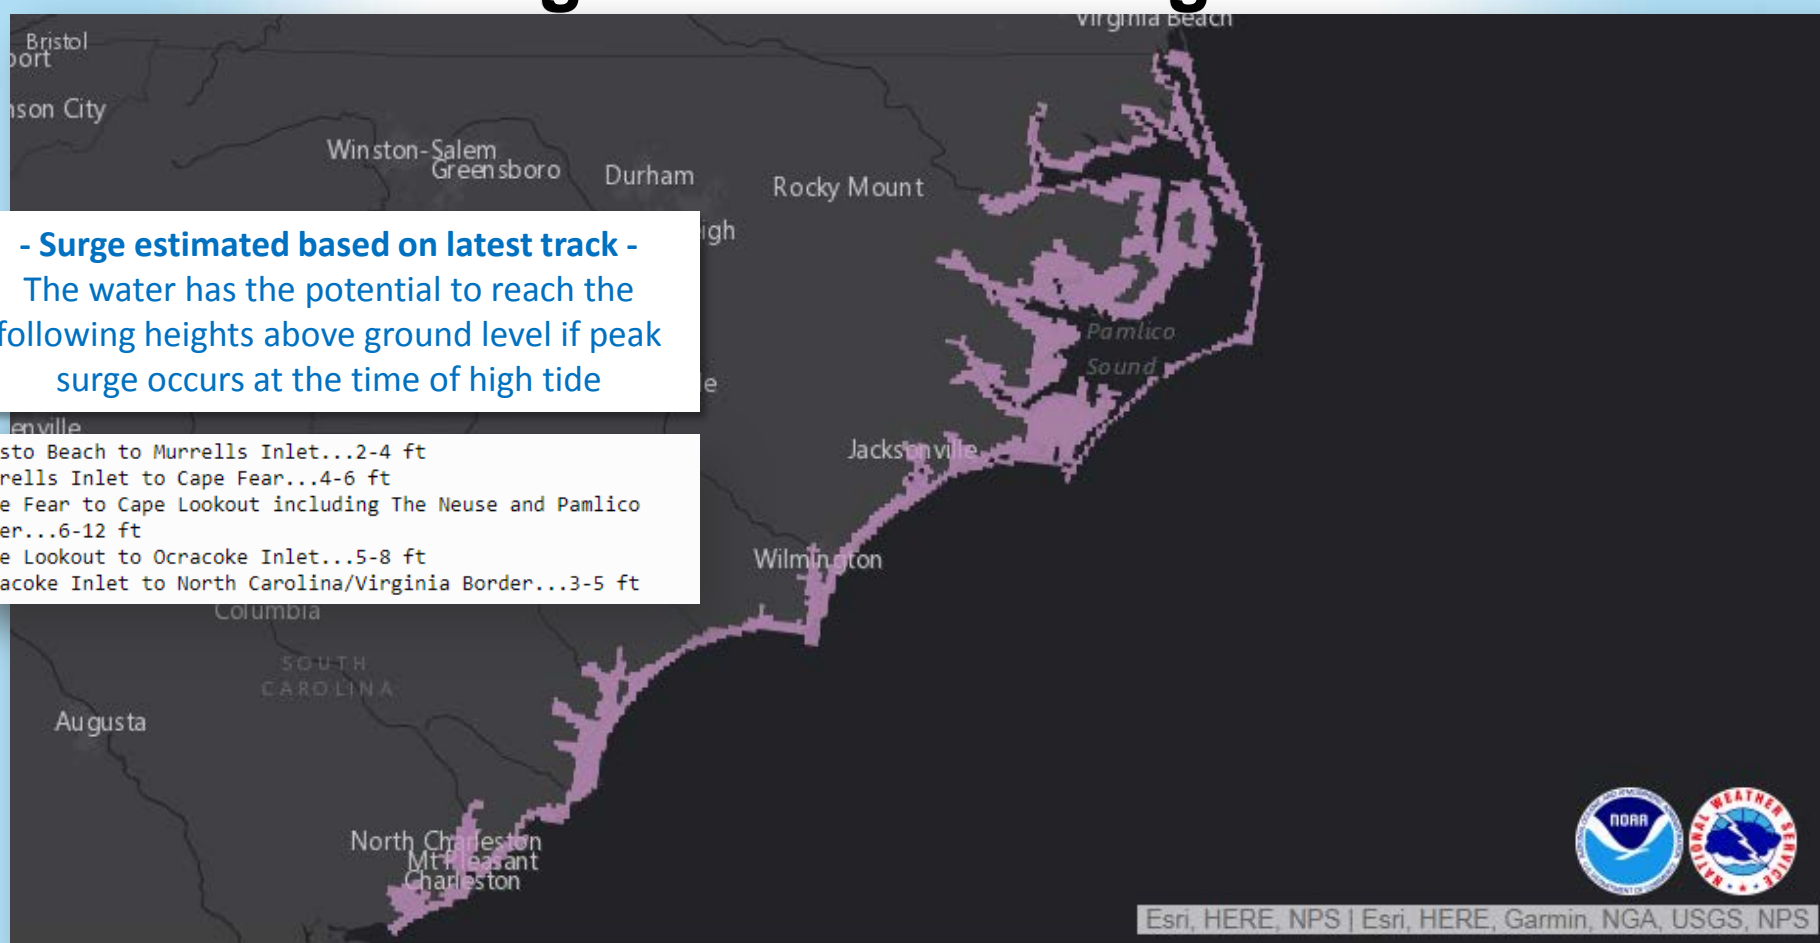 Virginia Beach
Bristol
port
nson City
Winston-Salem
Greensboro
Durham
Rocky Mount
igh
- Surge estimated based on latest track -
The water has the potential to reach the
following heights above ground level if peak
surge occurs at the time of high tide
Pamlico
Sound
le
enville
Jacksonville
sto Beach to Murrells Inlet...2-4 ft
rells Inlet to Cape Fear...4-6 ft
e Fear to Cape Lookout including The Neuse and Pamlico
er...6-12 ft
e Lookout to Ocracoke Inlet...5-8 ft
acoke Inlet to North Carolina/Virginia Border...3-5 ft
Wilmington
Columbia
SOUTH
CAROLINA
Augusta
North Charleston
Mt Pleasant
Charleston
NOAA
NATIONAL WEATHER SERVICE
Esri, HERE, NPS | Esri, HERE, Garmin, NGA, USGS, NPS